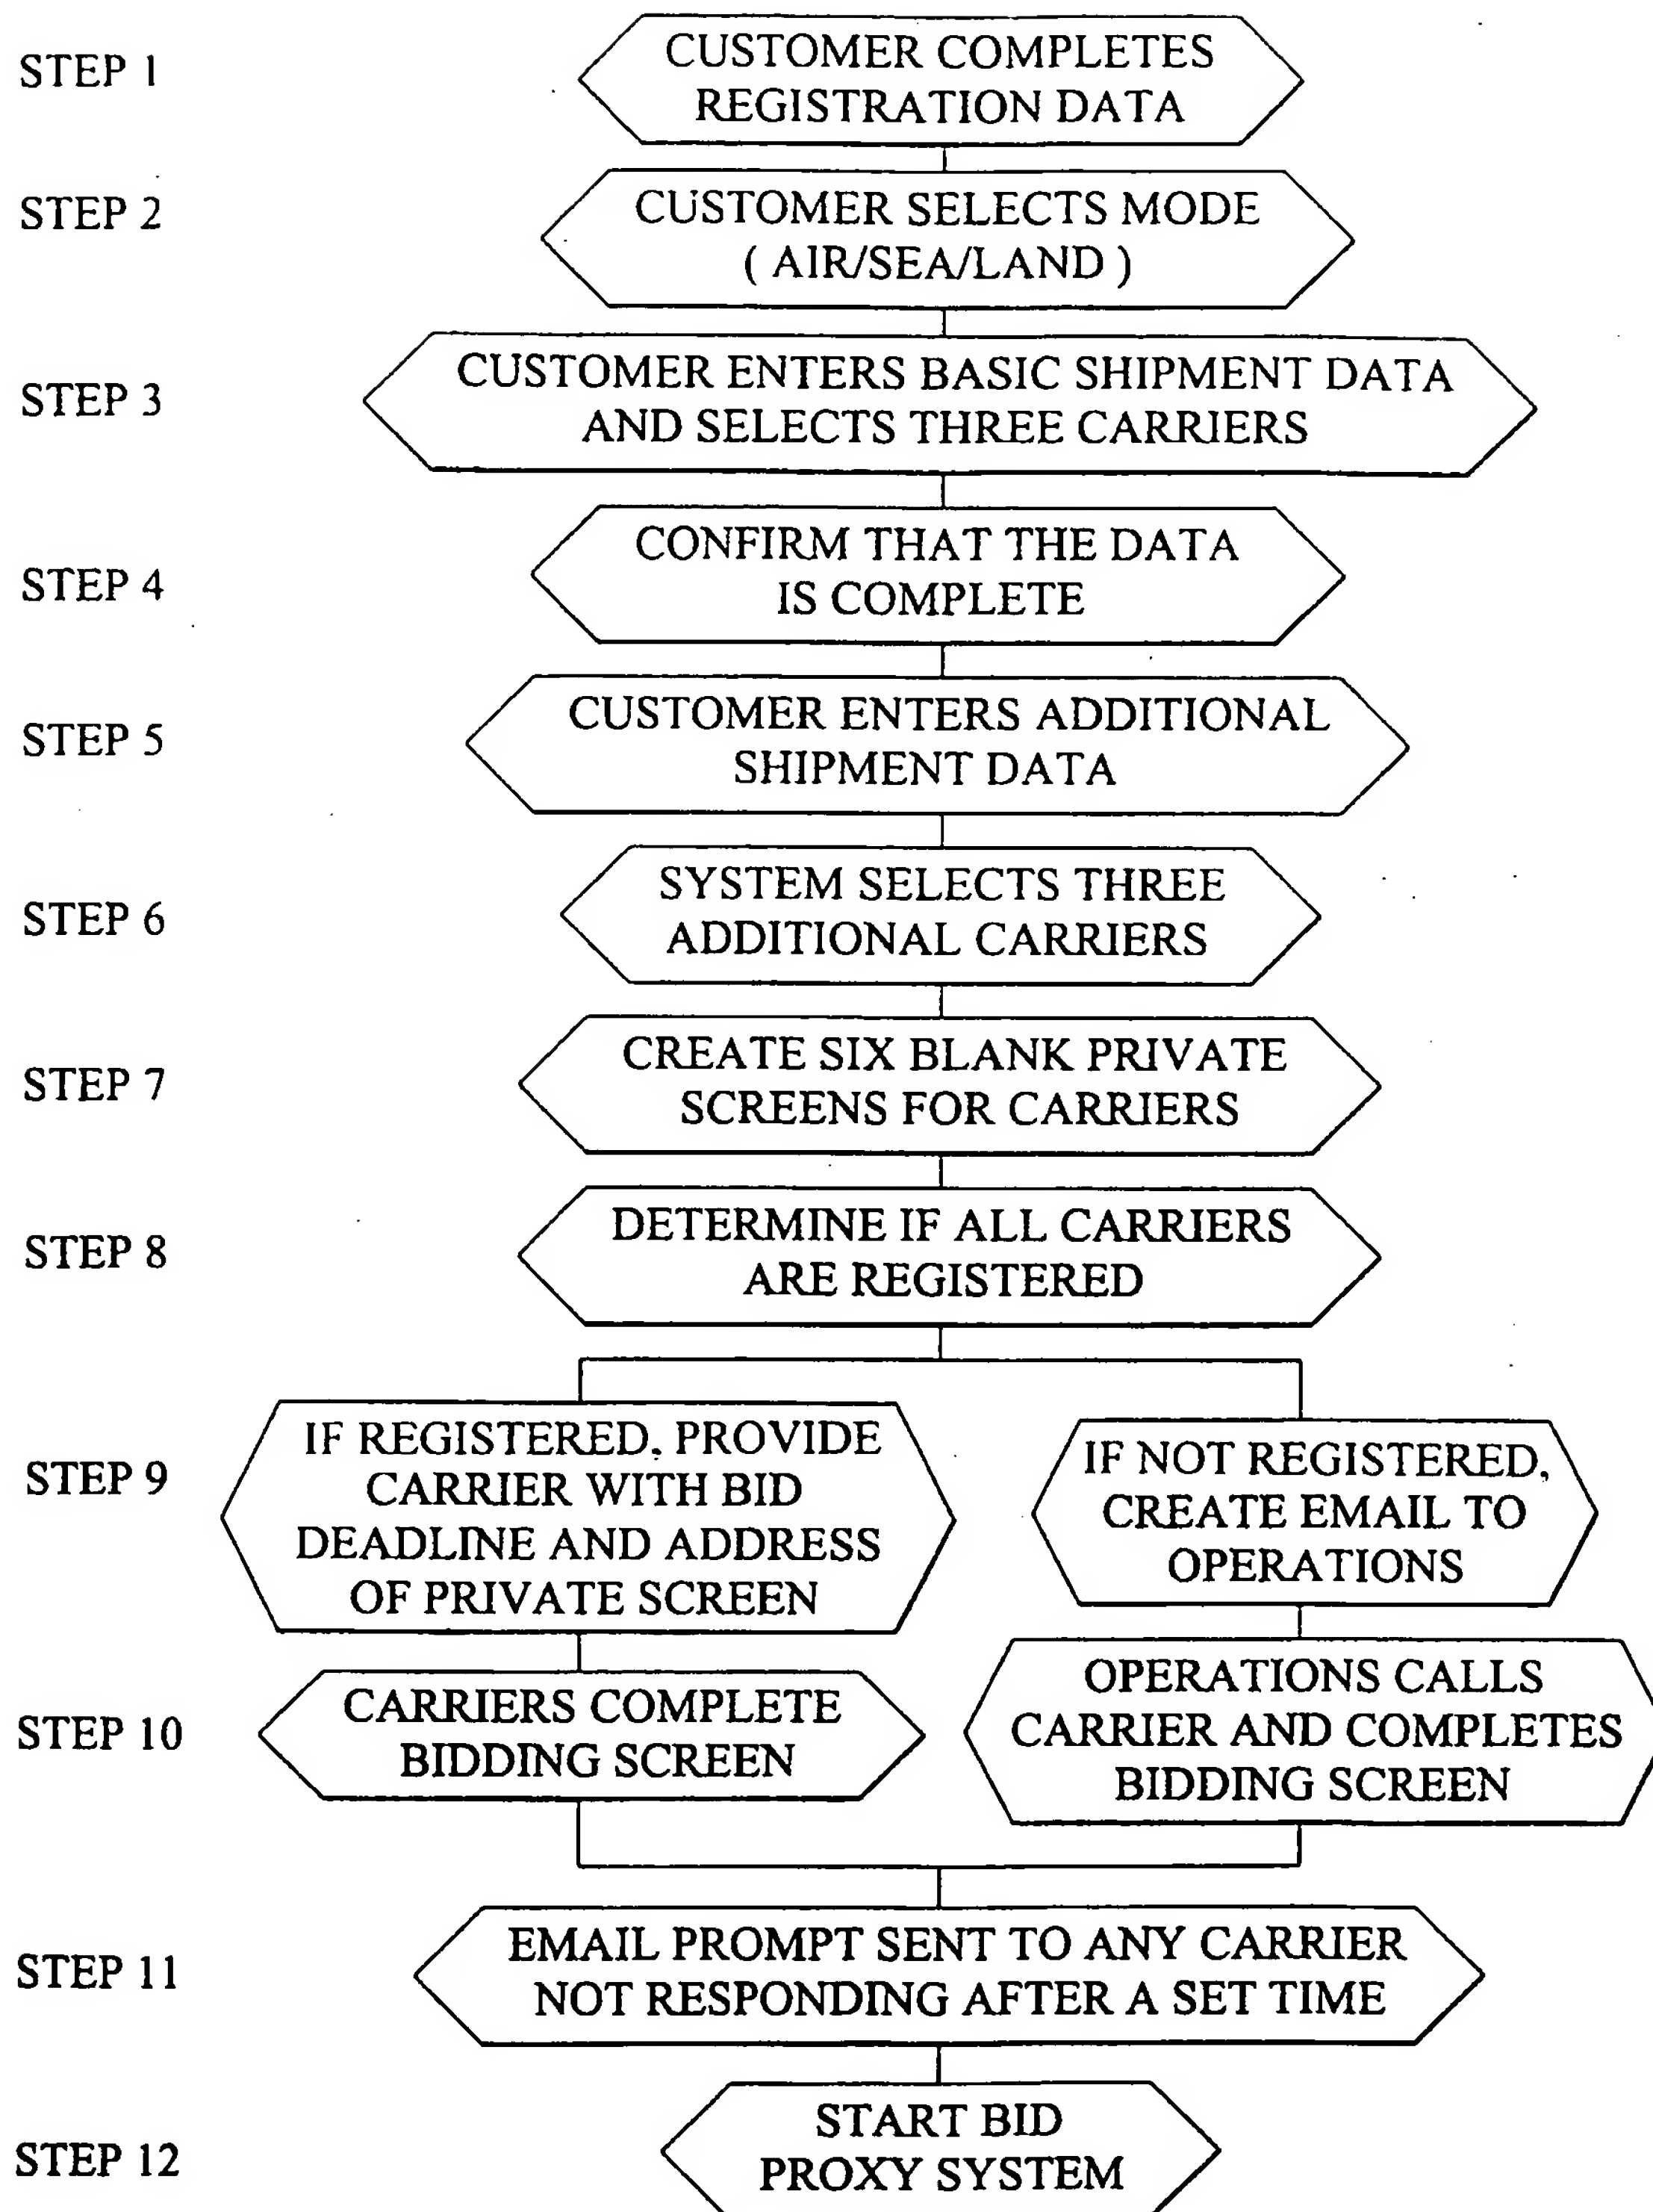 STEP 1
CUSTOMER COMPLETES
REGISTRATION DATA
STEP 2
CUSTOMER SELECTS MODE
( AIR/SEA/LAND )
STEP 3
CUSTOMER ENTERS BASIC SHIPMENT DATA
AND SELECTS THREE CARRIERS
STEP 4
CONFIRM THAT THE DATA
IS COMPLETE
STEP 5
CUSTOMER ENTERS ADDITIONAL
SHIPMENT DATA
STEP 6
SYSTEM SELECTS THREE
ADDITIONAL CARRIERS
STEP 7
CREATE SIX BLANK PRIVATE
SCREENS FOR CARRIERS
STEP 8
DETERMINE IF ALL CARRIERS
ARE REGISTERED
STEP 9
IF REGISTERED, PROVIDE
CARRIER WITH BID
DEADLINE AND ADDRESS
OF PRIVATE SCREEN
IF NOT REGISTERED,
CREATE EMAIL TO
OPERATIONS
STEP 10
CARRIERS COMPLETE
BIDDING SCREEN
OPERATIONS CALLS
CARRIER AND COMPLETES
BIDDING SCREEN
STEP 11
EMAIL PROMPT SENT TO ANY CARRIER
NOT RESPONDING AFTER A SET TIME
STEP 12
START BID
PROXY SYSTEM